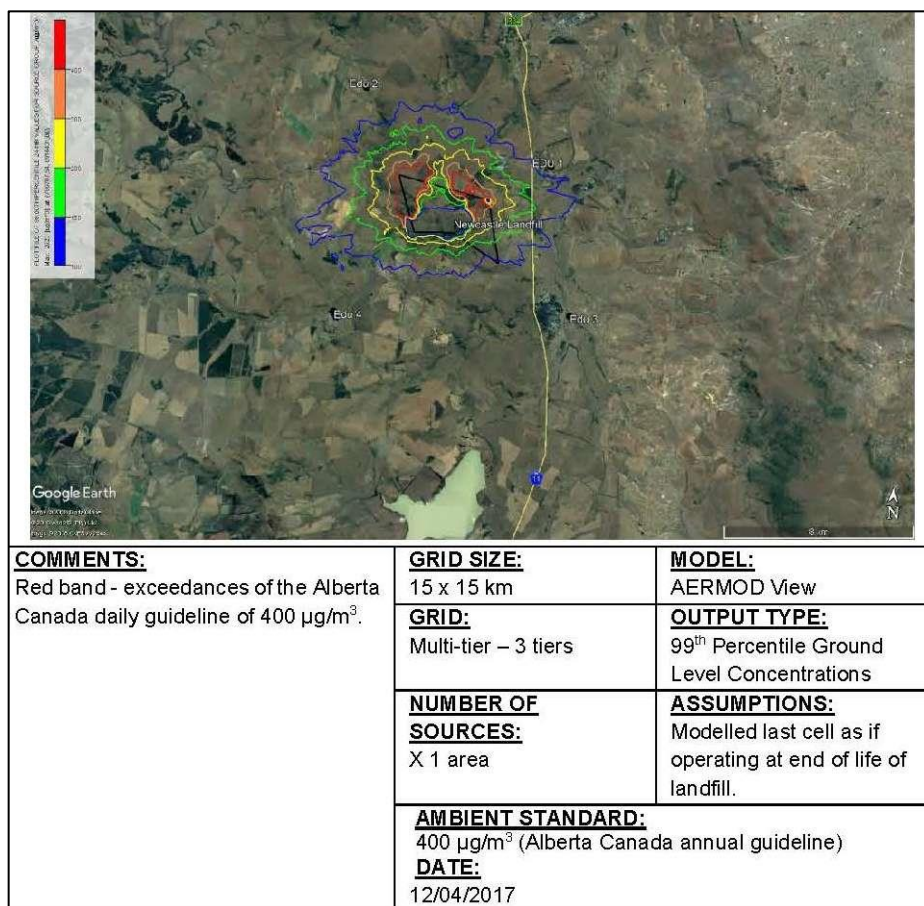 Edu 2
EDU 1
Newcastle Landfill
Edu 4
Edu 3
11
Google Earth
N
COMMENTS:
Red band - exceedances of the Alberta
Canada daily guideline of 400 µg/m³.
GRID SIZE:
15 x 15 km
MODEL:
AERMOD View
GRID:
Multi-tier – 3 tiers
OUTPUT TYPE:
99th Percentile Ground
Level Concentrations
NUMBER OF
SOURCES:
X 1 area
ASSUMPTIONS:
Modelled last cell as if
operating at end of life of
landfill.
AMBIENT STANDARD:
400 µg/m³ (Alberta Canada annual guideline)
DATE:
12/04/2017